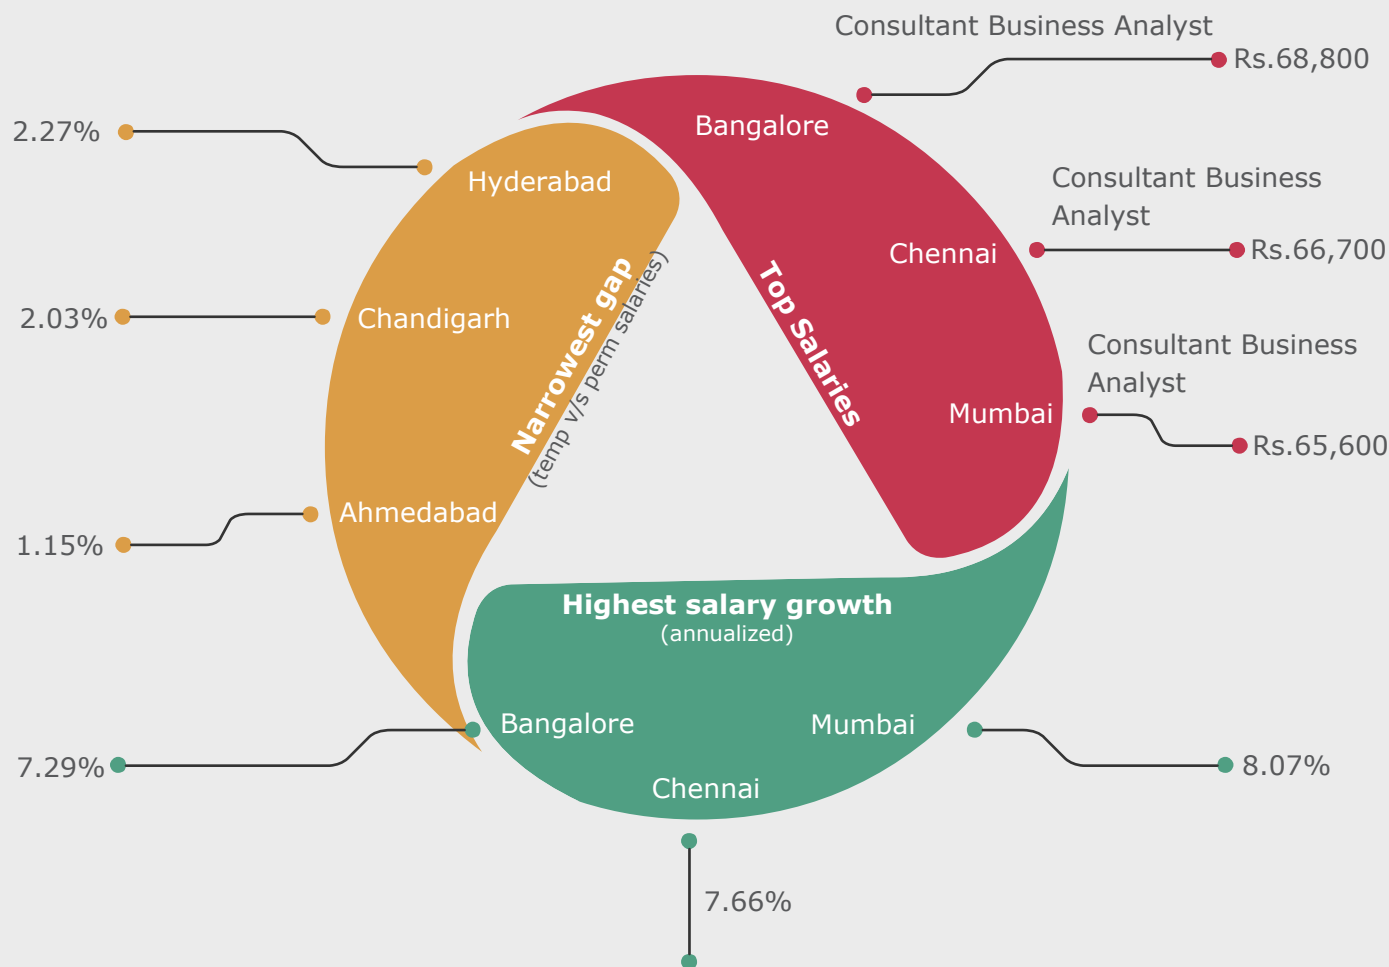 Consultant Business Analyst
Rs.68,800
Bangalore
2.27%
Hyderabad
Consultant Business
Analyst
Chennai
Rs.66,700
Top Salaries
Narrowest gap
(temp v/s perm salaries)
2.03%
Chandigarh
Consultant Business
Analyst
Mumbai
Rs.65,600
Ahmedabad
1.15%
Highest salary growth
(annualized)
Bangalore
Mumbai
7.29%
8.07%
Chennai
7.66%